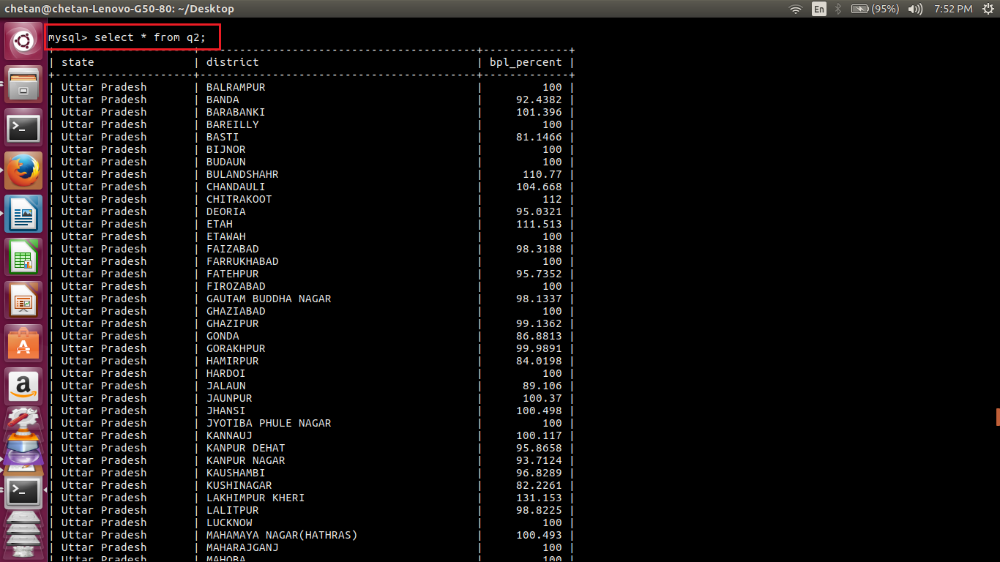 chetan@chetan-Lenovo-G50-80: ~/Desktop En (95%) 7:52 PM
mysql> select * from q2;
+---------------------+------------------------------------------+-------------+
| state | district | bpl_percent |
+---------------------+------------------------------------------+-------------+
| Uttar Pradesh | BALRAMPUR | 100 |
| Uttar Pradesh | BANDA | 92.4382 |
| Uttar Pradesh | BARABANKI | 101.396 |
| Uttar Pradesh | BAREILLY | 100 |
| Uttar Pradesh | BASTI | 81.1466 |
| Uttar Pradesh | BIJNOR | 100 |
| Uttar Pradesh | BUDAUN | 100 |
| Uttar Pradesh | BULANDSHAHR | 110.77 |
| Uttar Pradesh | CHANDAULI | 104.668 |
| Uttar Pradesh | CHITRAKOOT | 112 |
| Uttar Pradesh | DEORIA | 95.0321 |
| Uttar Pradesh | ETAH | 111.513 |
| Uttar Pradesh | ETAWAH | 100 |
| Uttar Pradesh | FAIZABAD | 98.3188 |
| Uttar Pradesh | FARRUKHABAD | 100 |
| Uttar Pradesh | FATEHPUR | 95.7352 |
| Uttar Pradesh | FIROZABAD | 100 |
| Uttar Pradesh | GAUTAM BUDDHA NAGAR | 98.1337 |
| Uttar Pradesh | GHAZIABAD | 100 |
| Uttar Pradesh | GHAZIPUR | 99.1362 |
| Uttar Pradesh | GONDA | 86.8813 |
| Uttar Pradesh | GORAKHPUR | 99.9891 |
| Uttar Pradesh | HAMIRPUR | 84.0198 |
| Uttar Pradesh | HARDOI | 100 |
| Uttar Pradesh | JALAUN | 89.106 |
| Uttar Pradesh | JAUNPUR | 100.37 |
| Uttar Pradesh | JHANSI | 100.498 |
| Uttar Pradesh | JYOTIBA PHULE NAGAR | 100 |
| Uttar Pradesh | KANNAUJ | 100.117 |
| Uttar Pradesh | KANPUR DEHAT | 95.8658 |
| Uttar Pradesh | KANPUR NAGAR | 93.7124 |
| Uttar Pradesh | KAUSHAMBI | 96.8289 |
| Uttar Pradesh | KUSHINAGAR | 82.2261 |
| Uttar Pradesh | LAKHIMPUR KHERI | 131.153 |
| Uttar Pradesh | LALITPUR | 98.8225 |
| Uttar Pradesh | LUCKNOW | 100 |
| Uttar Pradesh | MAHAMAYA NAGAR(HATHRAS) | 100.493 |
| Uttar Pradesh | MAHARAJGANJ | 100 |
| Uttar Pradesh | MAHOBA | 100 |